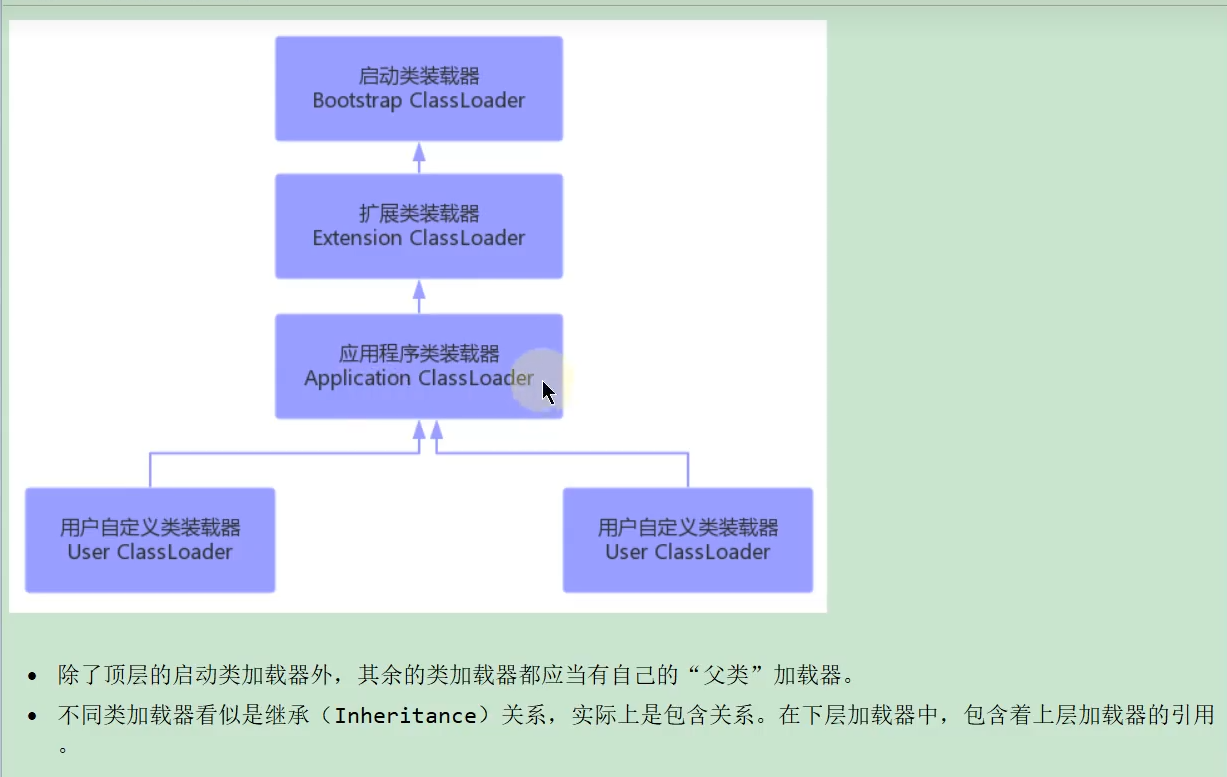 启动类装载器
Bootstrap ClassLoader
扩展类装载器
Extension ClassLoader
应用程序类装载器
Application ClassLoader
用户自定义类装载器
User ClassLoader
用户自定义类装载器
User ClassLoader
• 除了顶层的启动类加载器外，其余的类加载器都应当有自己的“父类”加载器。
• 不同类加载器看似是继承（Inheritance）关系，实际上是包含关系。在下层加载器中，包含着上层加载器的引用
。